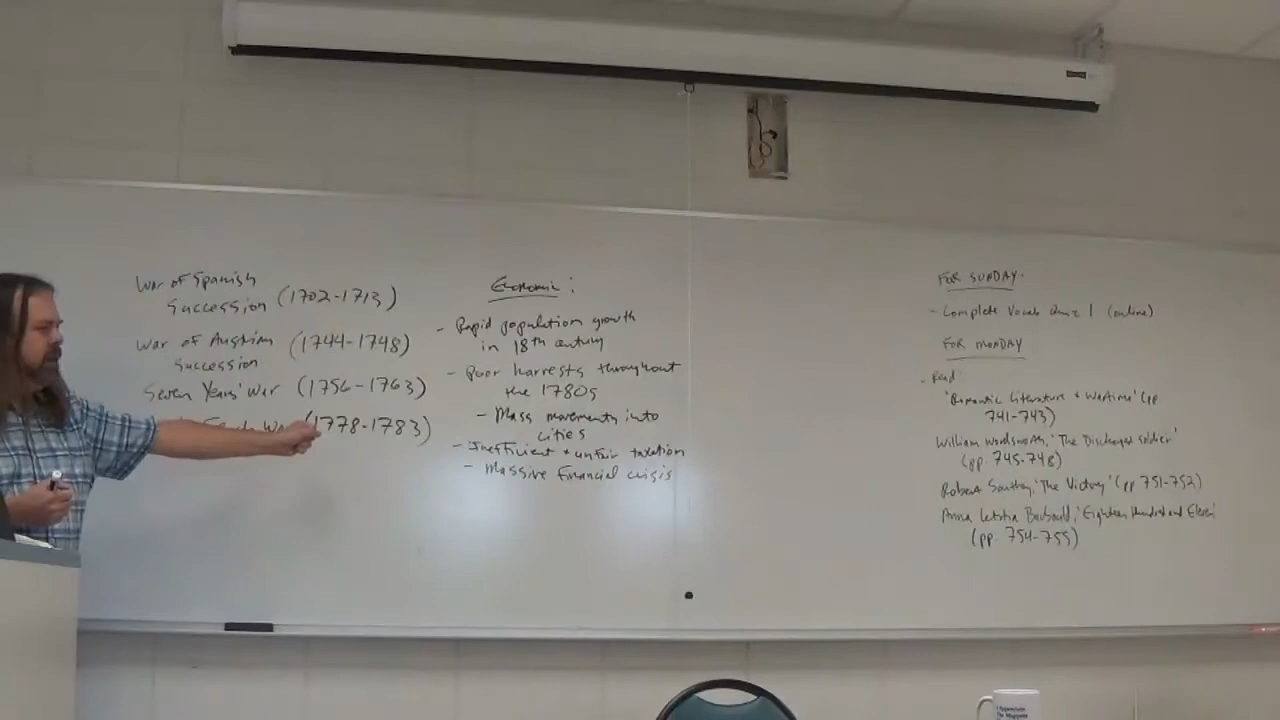 War of Spanish
Succession (1702-1713)
War of Austrian (1744-1748)
Succession
Seven Years' War (1756-1763)
(1778-1783)
Economic:
- Rapid population growth
in 18th century
- Poor harvests throughout
the 1780s
- Mass movements into
cities
- Inefficient + unfair taxation
- Massive financial crisis
FOR SUNDAY.
- Complete Vocab Quiz 1 (online)
FOR MONDAY
- Read
'Romantic Literature + Wartime' (pp
741-743)
William Wordsworth, 'The Discharged Soldier'
(pp. 745-748)
Robert Southey, 'The Victory' (pp 751-752)
Anna Letitia Barbauld, 'Eighteen Hundred and Eleven'
(pp. 754-755)
I Appreciate